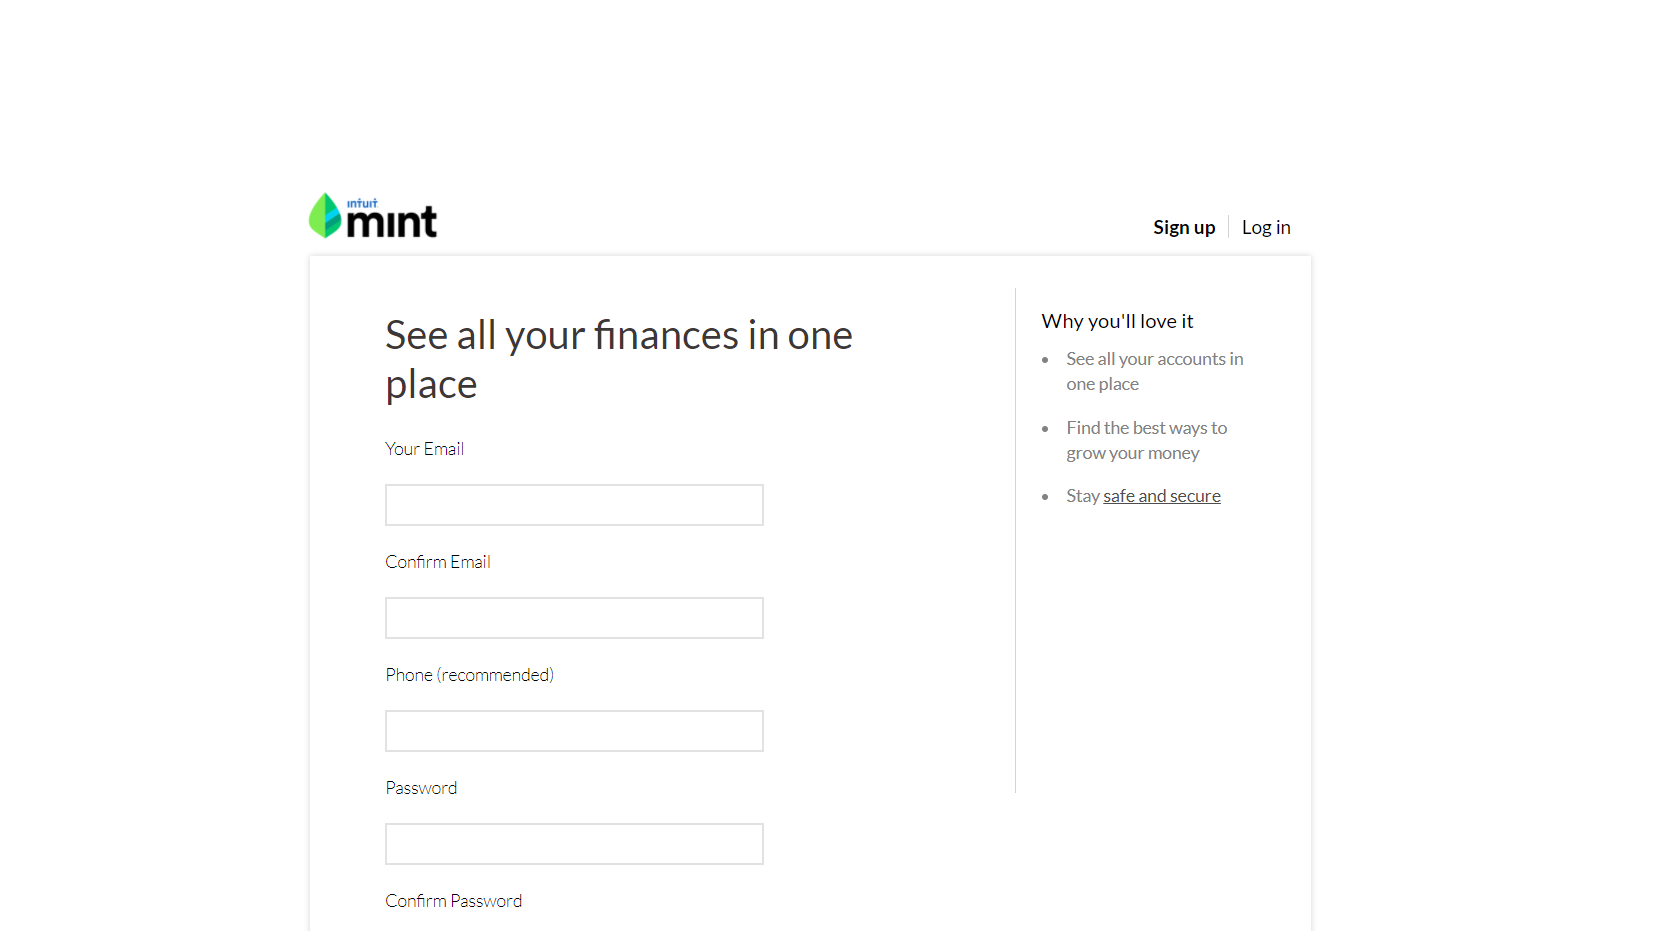 intuit
mint
Sign up
Log in
See all your finances in one
place
Your Email
Confirm Email
Phone (recommended)
Password
Confirm Password
Why you'll love it
See all your accounts in
one place
Find the best ways to
grow your money
Stay safe and secure